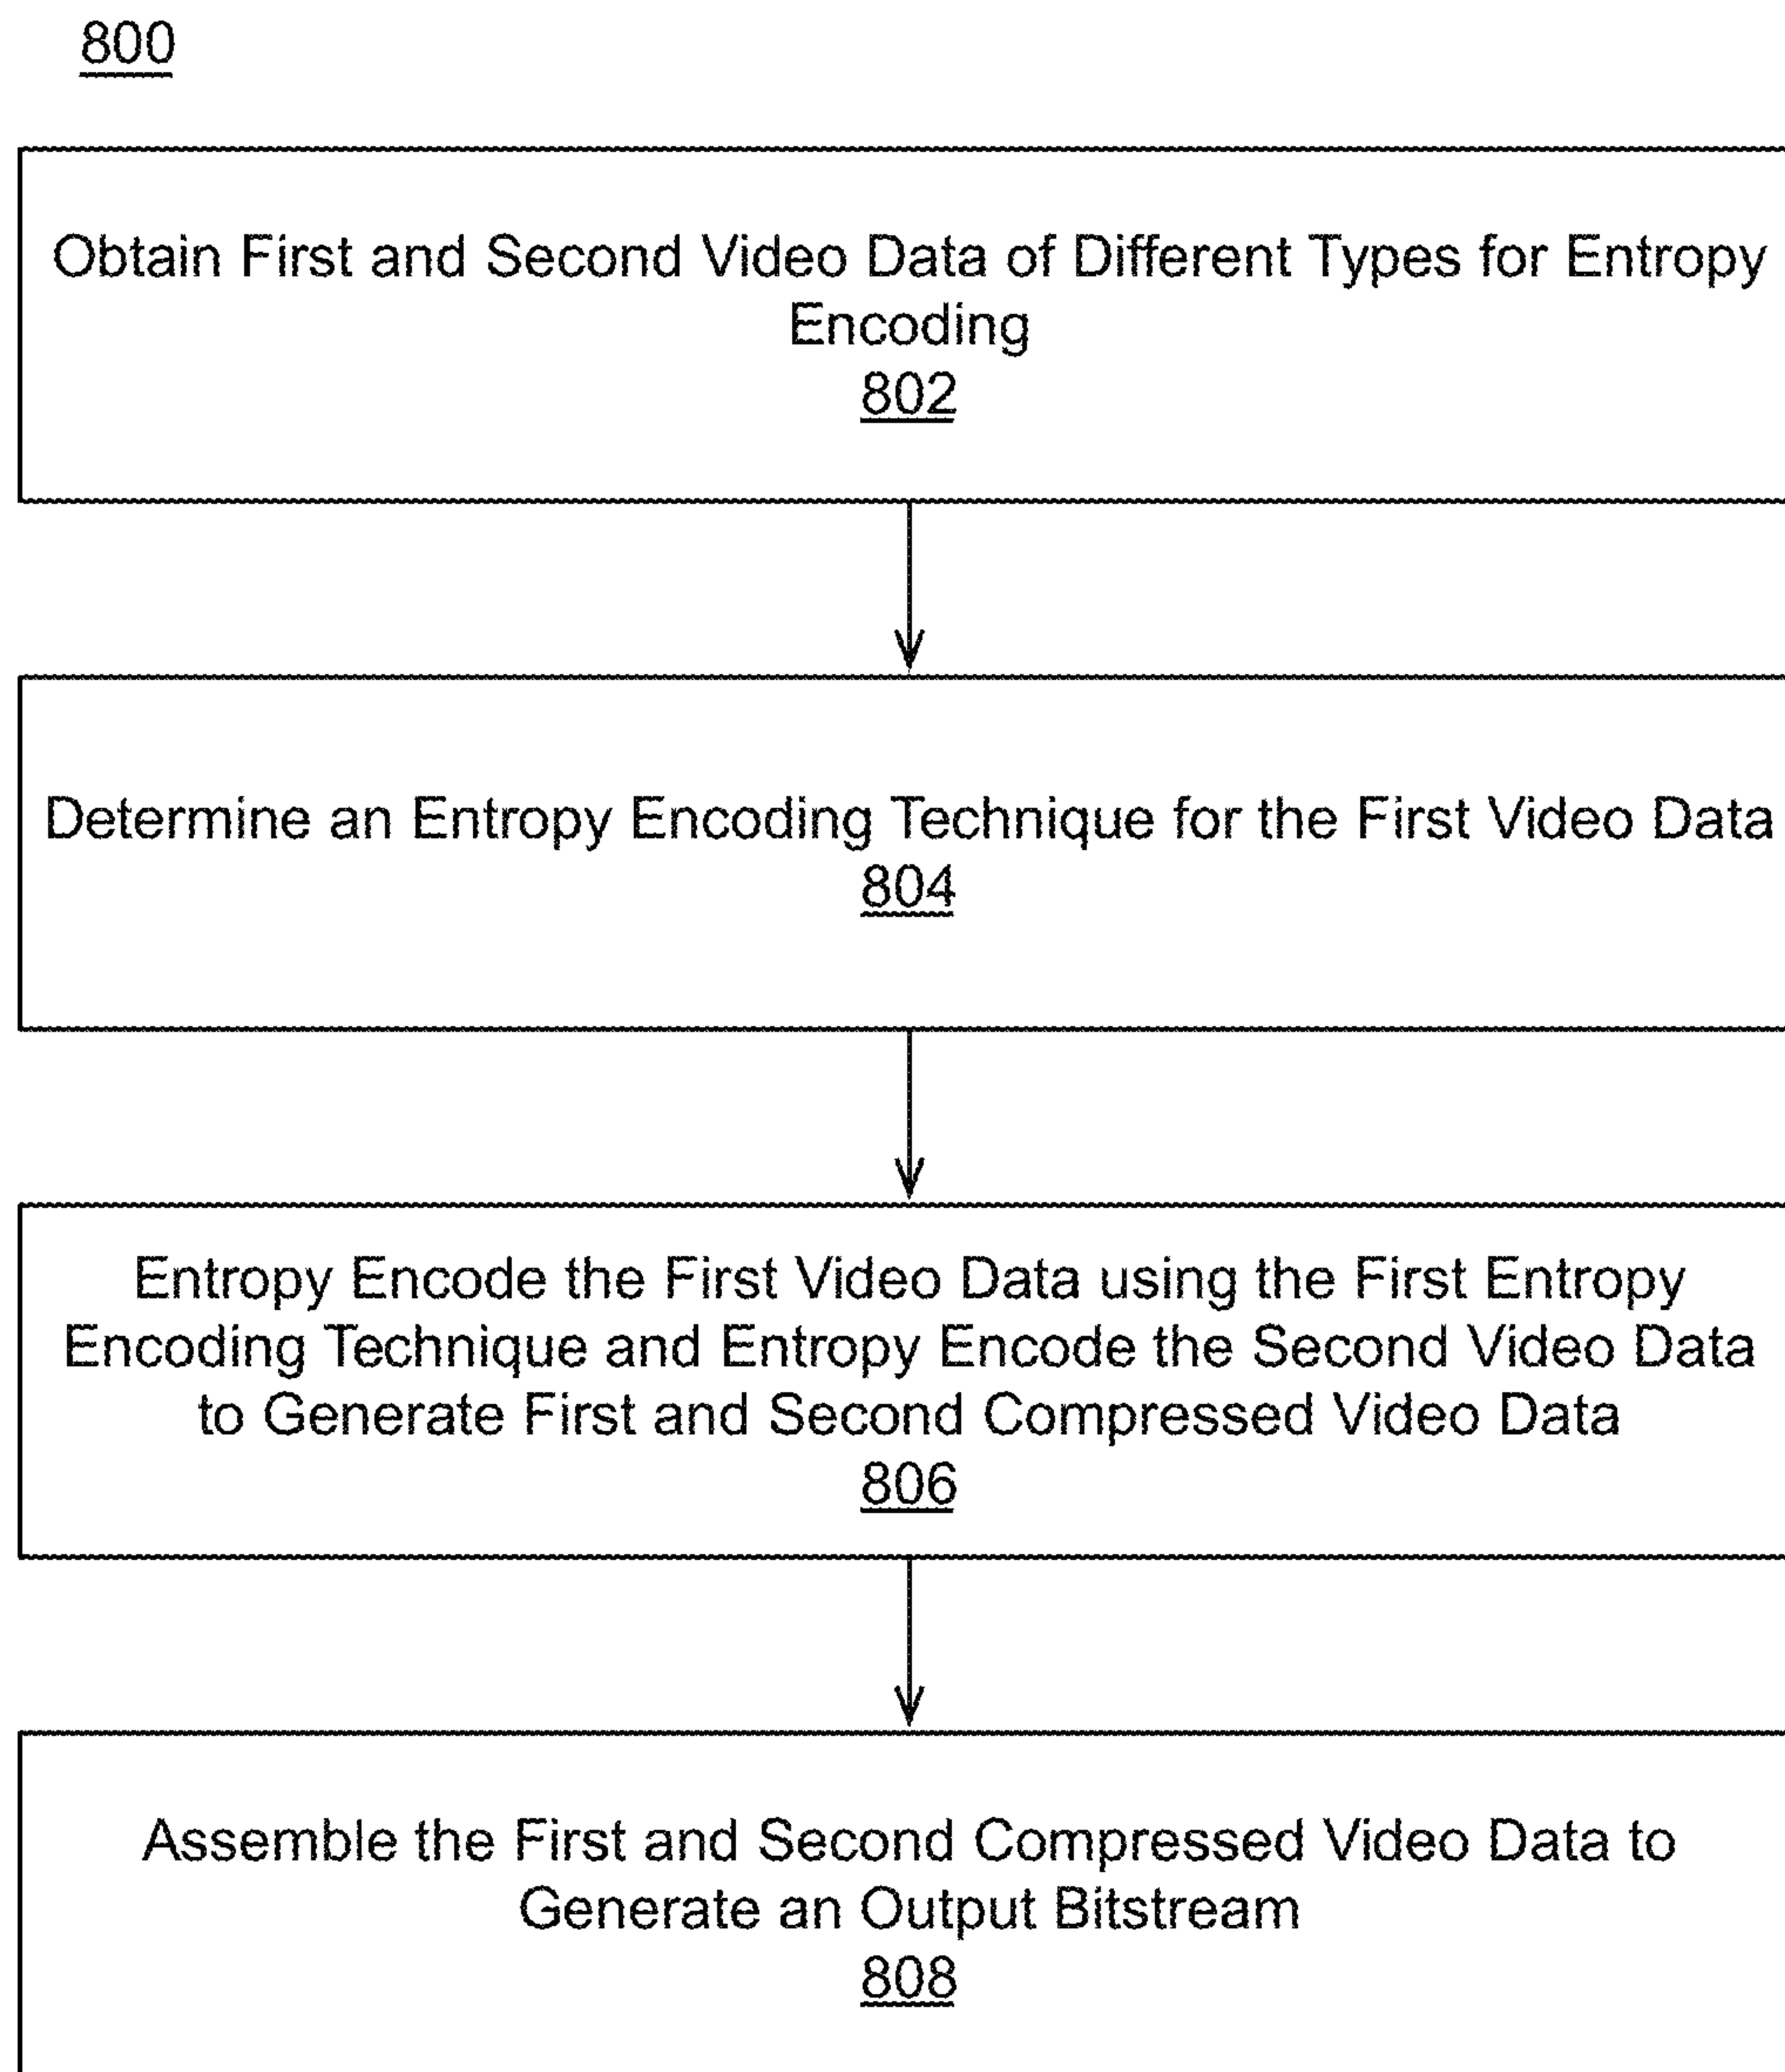 800
Obtain First and Second Video Data of Different Types for Entropy
Encoding
802
Determine an Entropy Encoding Technique for the First Video Data
804
Entropy Encode the First Video Data using the First Entropy
Encoding Technique and Entropy Encode the Second Video Data
to Generate First and Second Compressed Video Data
806
Assemble the First and Second Compressed Video Data to
Generate an Output Bitstream
808